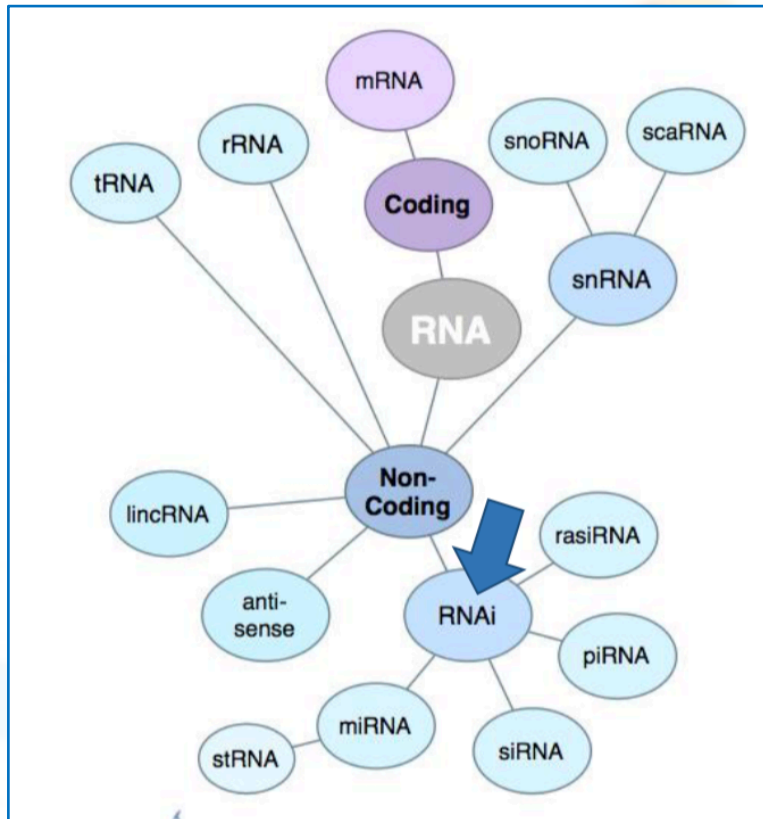 mRNA
rRNA
snoRNA
scaRNA
tRNA
Coding
snRNA
RNA
Non-
Coding
lincRNA
rasiRNA
anti-
sense
RNAi
piRNA
miRNA
stRNA
siRNA